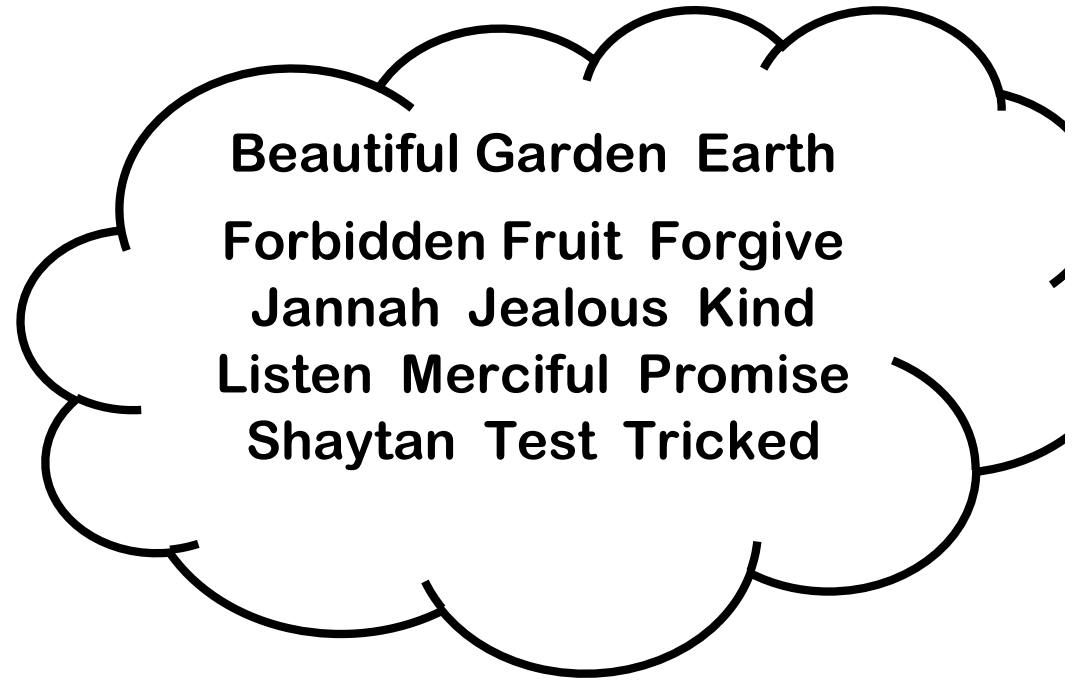 Beautiful Garden  Earth
Forbidden Fruit  Forgive
Jannah  Jealous  Kind
Listen  Merciful  Promise
Shaytan  Test  Tricked